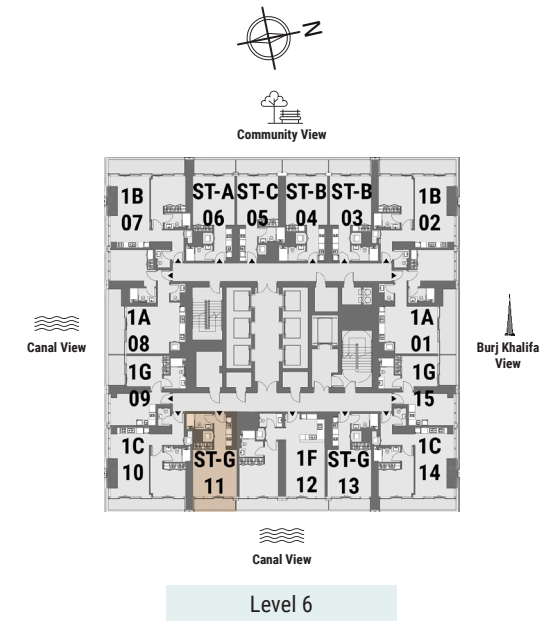 N
Community View
1B
07
ST-A
06
ST-C
05
ST-B
04
ST-B
03
1B
02
1A
08
1A
01
Canal View
Burj Khalifa
View
1G
09
1G
15
1C
10
ST-G
11
1F
12
ST-G
13
1C
14
Canal View
Level 6